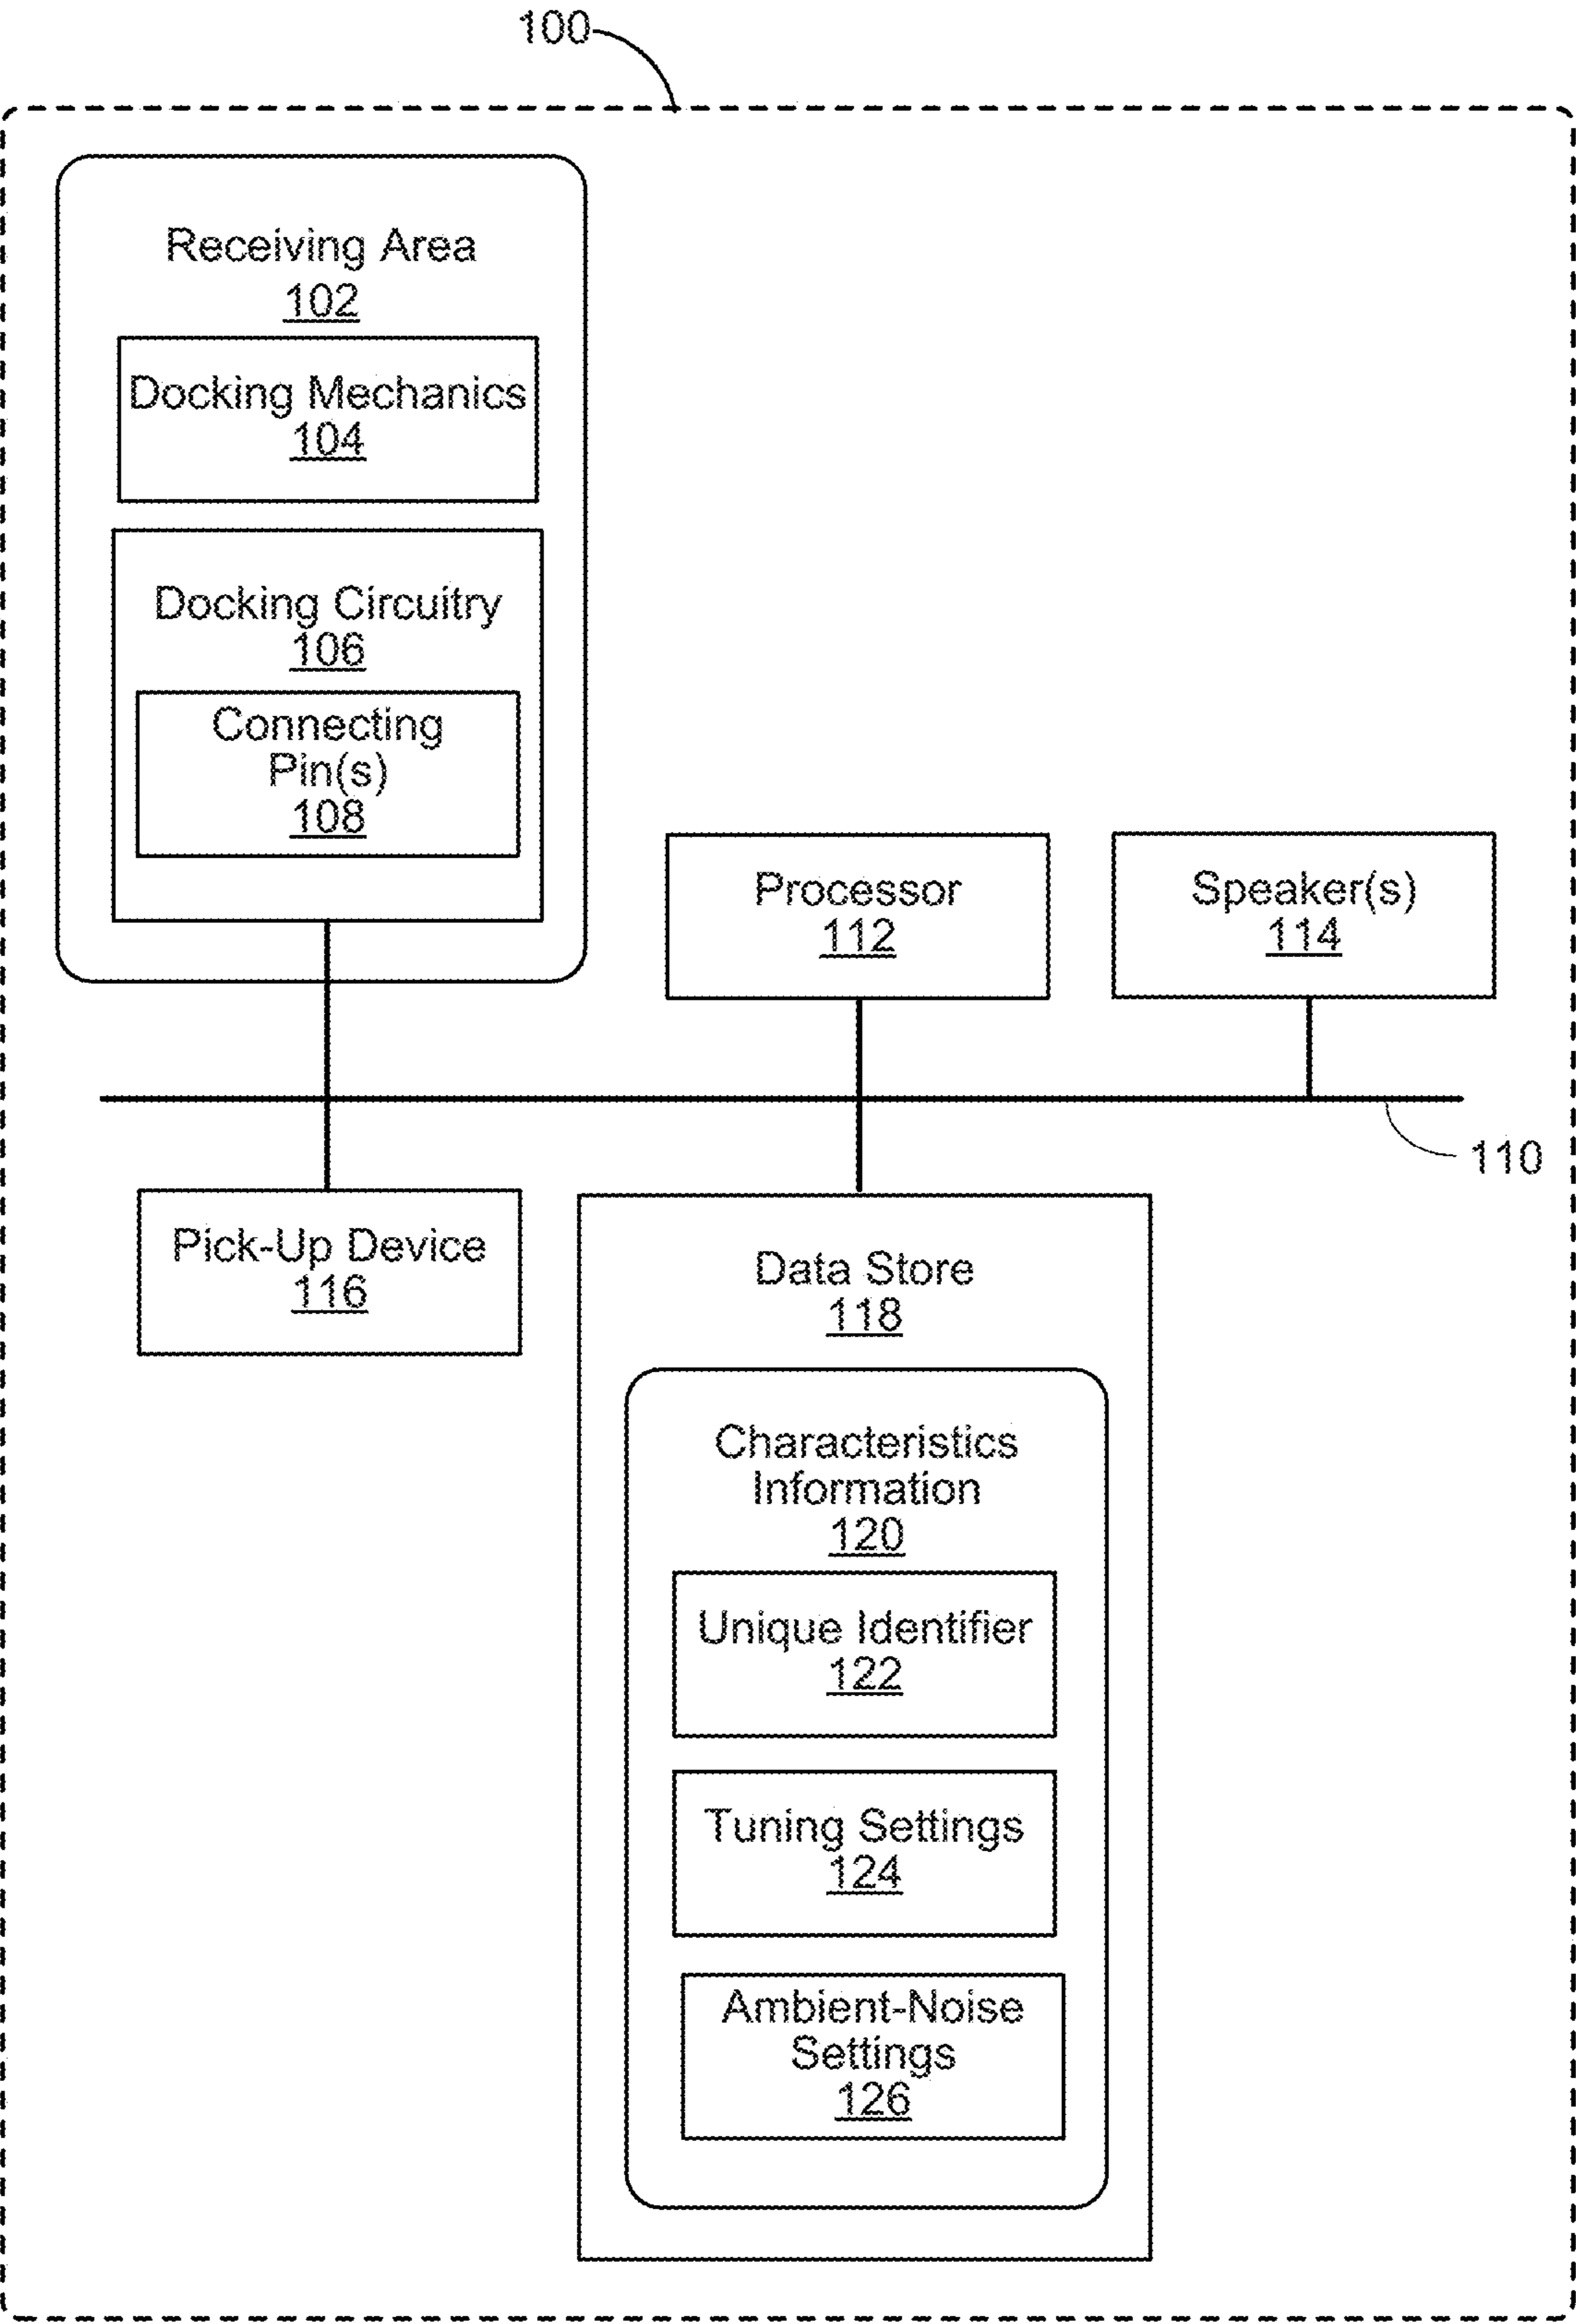 100
Receiving Area
102
Docking Mechanics
104
Docking Circuitry
106
Connecting
Pin(s)
108
Processor
112
Speaker(s)
114
110
Pick-Up Device
116
Data Store
118
Characteristics
Information
120
Unique Identifier
122
Tuning Settings
124
Ambient-Noise
Settings
126